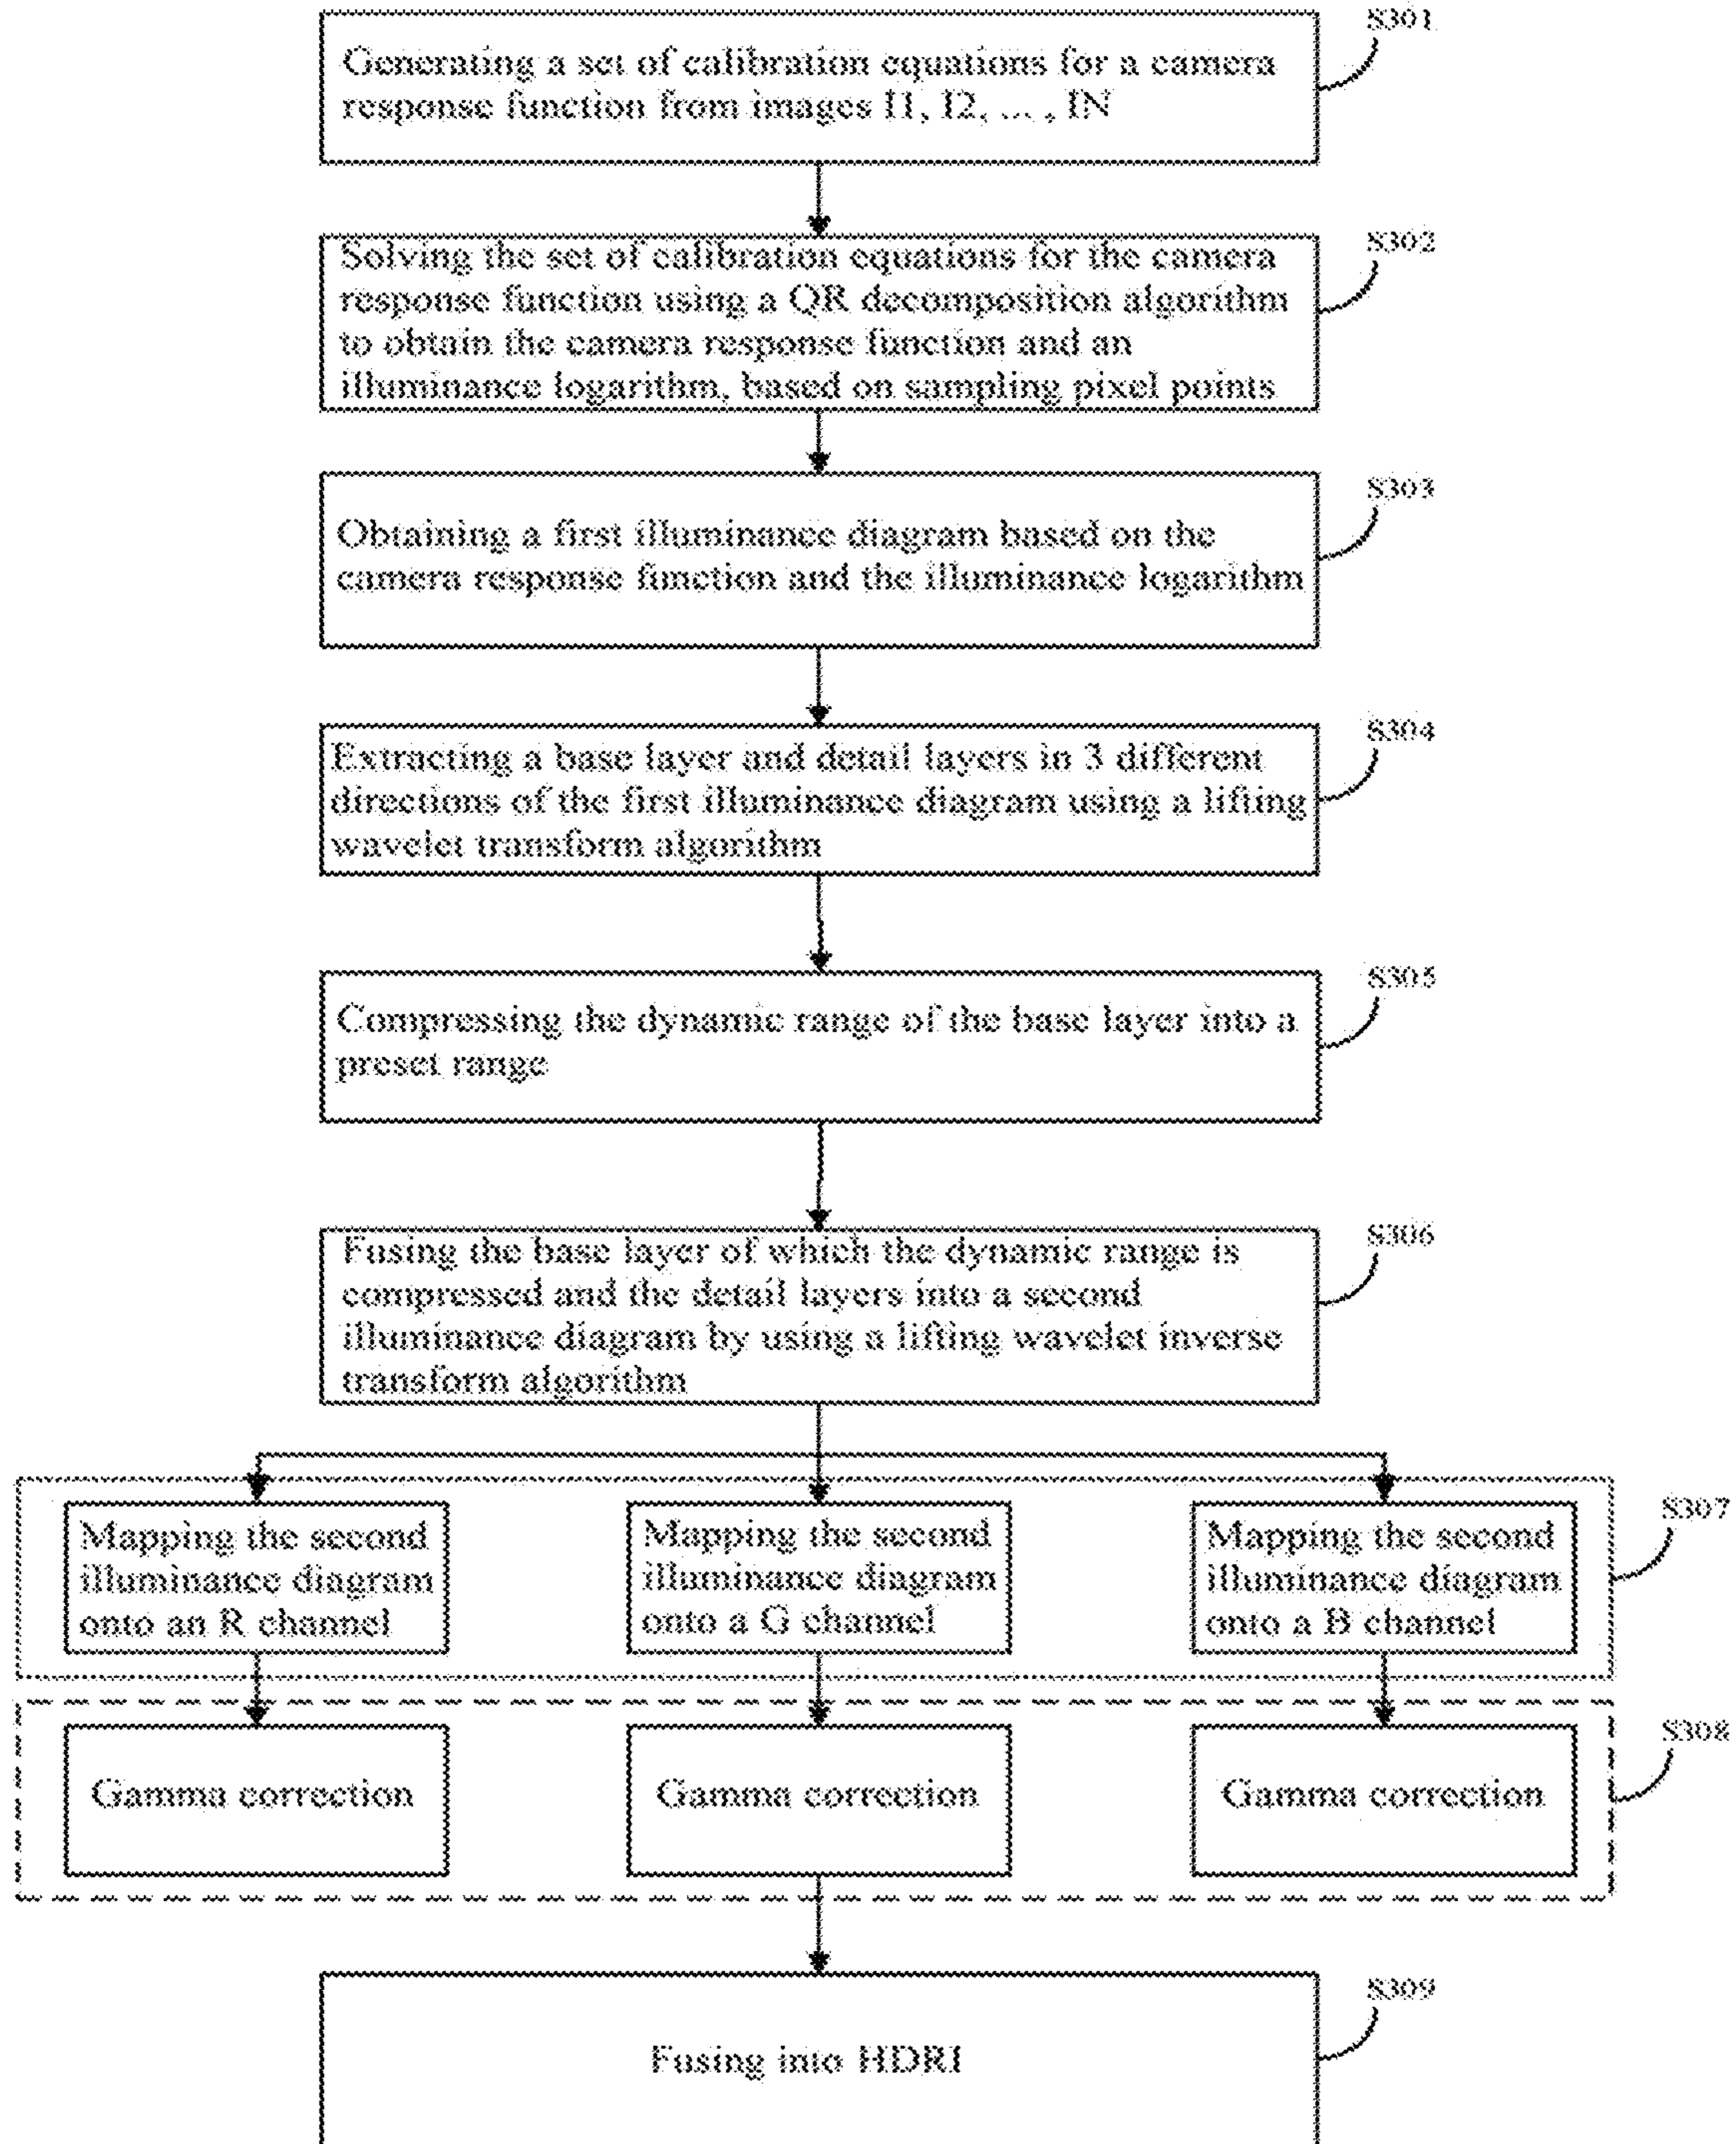 S301
Generating a set of calibration equations for a camera
response function from images I1, I2, ... , IN
S302
Solving the set of calibration equations for the camera
response function using a QR decomposition algorithm
to obtain the camera response function and an
illuminance logarithm, based on sampling pixel points
S303
Obtaining a first illuminance diagram based on the
camera response function and the illuminance logarithm
S304
Extracting a base layer and detail layers in 3 different
directions of the first illuminance diagram using a lifting
wavelet transform algorithm
S305
Compressing the dynamic range of the base layer into a
preset range
S306
Fusing the base layer of which the dynamic range is
compressed and the detail layers into a second
illuminance diagram by using a lifting wavelet inverse
transform algorithm
S307
Mapping the second
illuminance diagram
onto an R channel
Mapping the second
illuminance diagram
onto a G channel
Mapping the second
illuminance diagram
onto a B channel
S308
Gamma correction
Gamma correction
Gamma correction
S309
Fusing into HDRI